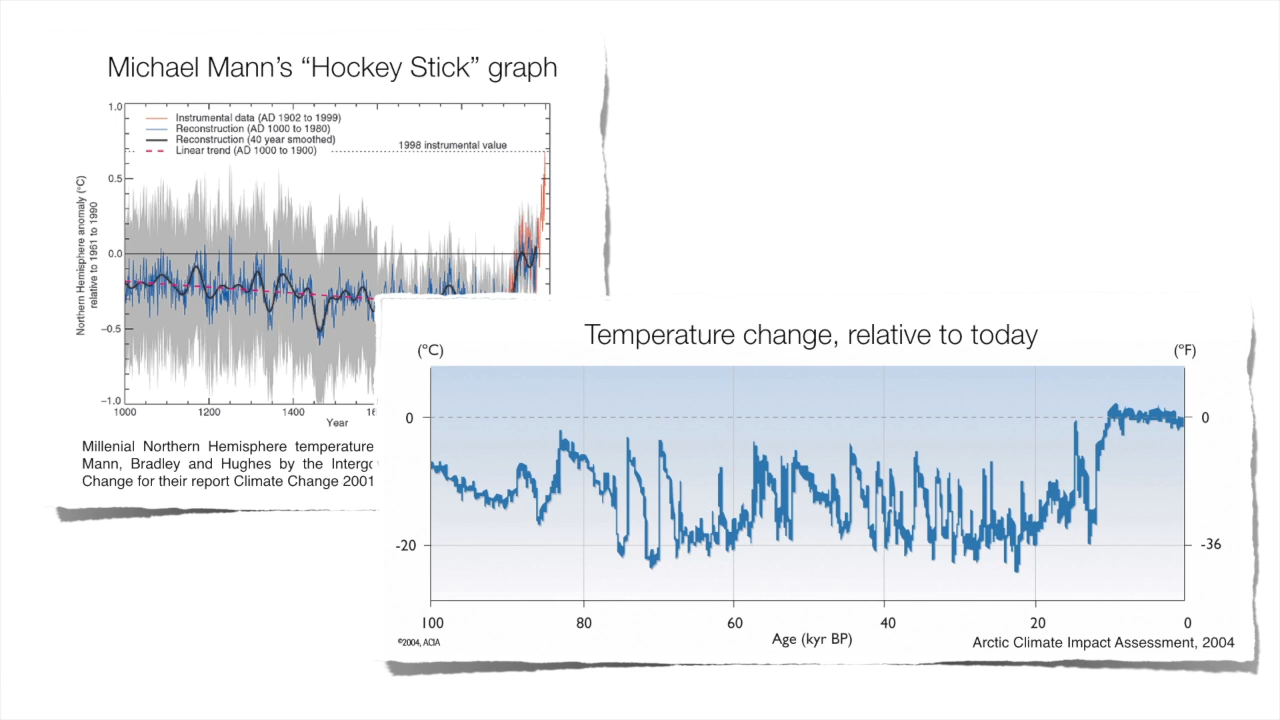 Michael Mann's “Hockey Stick” graph
1.0
0.5
0.0
−0.5
−1.0
Northern Hemisphere anomaly (°C)
relative to 1961 to 1990
Instrumental data (AD 1902 to 1999)
Reconstruction (AD 1000 to 1980)
Reconstruction (40 year smoothed)
Linear trend (AD 1000 to 1900)
1998 instrumental value
1000 1200 1400
Year
Millenial Northern Hemisphere temperature
Mann, Bradley and Hughes by the
Change for their report Climate Change 2001
Temperature change, relative to today
(°C) (°F)
0 0
-20 -36
100 80 60 40 20 0
Age (kyr BP)
©2004, ACIA
Arctic Climate Impact Assessment, 2004